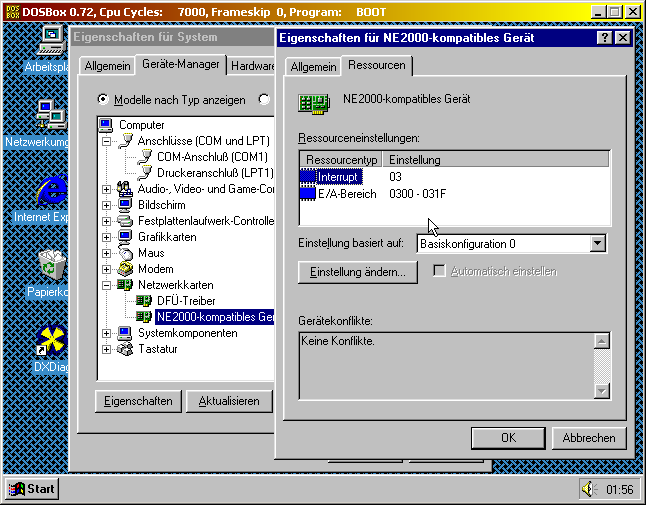 DOSBox 0.72, Cpu Cycles: 7000, Frameskip 0, Program: BOOT
Eigenschaften für System
Allgemein Geräte-Manager Hardware
Modelle nach Typ anzeigen
Computer
Anschlüsse (COM und LPT)
COM-Anschluß (COM1)
Druckeranschluß (LPT1)
Audio-, Video- und Game-Con
Bildschirm
Festplattenlaufwerk-Controlle
Grafikkarten
Maus
Modem
Netzwerkkarten
DFÜ-Treiber
NE2000-kompatibles Ger
Systemkomponenten
Tastatur
Eigenschaften Aktualisieren
Eigenschaften für NE2000-kompatibles Gerät
Allgemein Ressourcen
NE2000-kompatibles Gerät
Ressourceneinstellungen:
Ressourcentyp Einstellung
Interrupt 03
E/A-Bereich 0300 - 031F
Einstellung basiert auf: Basiskonfiguration 0
Einstellung ändern... Automatisch einstellen
Gerätekonflikte:
Keine Konflikte.
OK Abbrechen
Arbeitspla
Netzwerkumg
Internet Exp
Papierko
DXDiag
Start 01:56